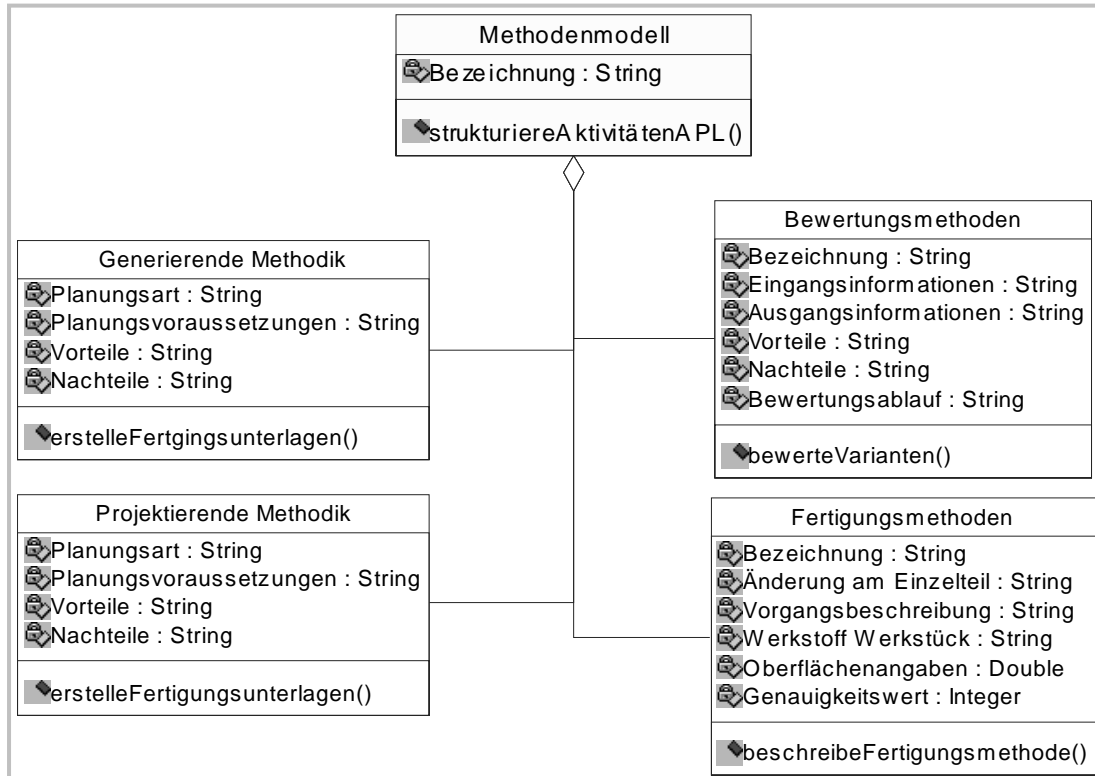 Methodenmodell
Bezeichnung : String
strukturiereAktivitätenAPL()
Generierende Methodik
Planungsart : String
Planungsvoraussetzungen : String
Vorteile : String
Nachteile : String
erstelleFertgingsunterlagen()
Projektierende Methodik
Planungsart : String
Planungsvoraussetzungen : String
Vorteile : String
Nachteile : String
erstelleFertigungsunterlagen()
Bewertungsmethoden
Bezeichnung : String
Eingangsinformationen : String
Ausgangsinformationen : String
Vorteile : String
Nachteile : String
Bewertungsablauf : String
bewerteVarianten()
Fertigungsmethoden
Bezeichnung : String
Änderung am Einzelteil : String
Vorgangsbeschreibung : String
Werkstoff Werkstück : String
Oberflächenangaben : Double
Genauigkeitswert : Integer
beschreibeFertigungsmethode()